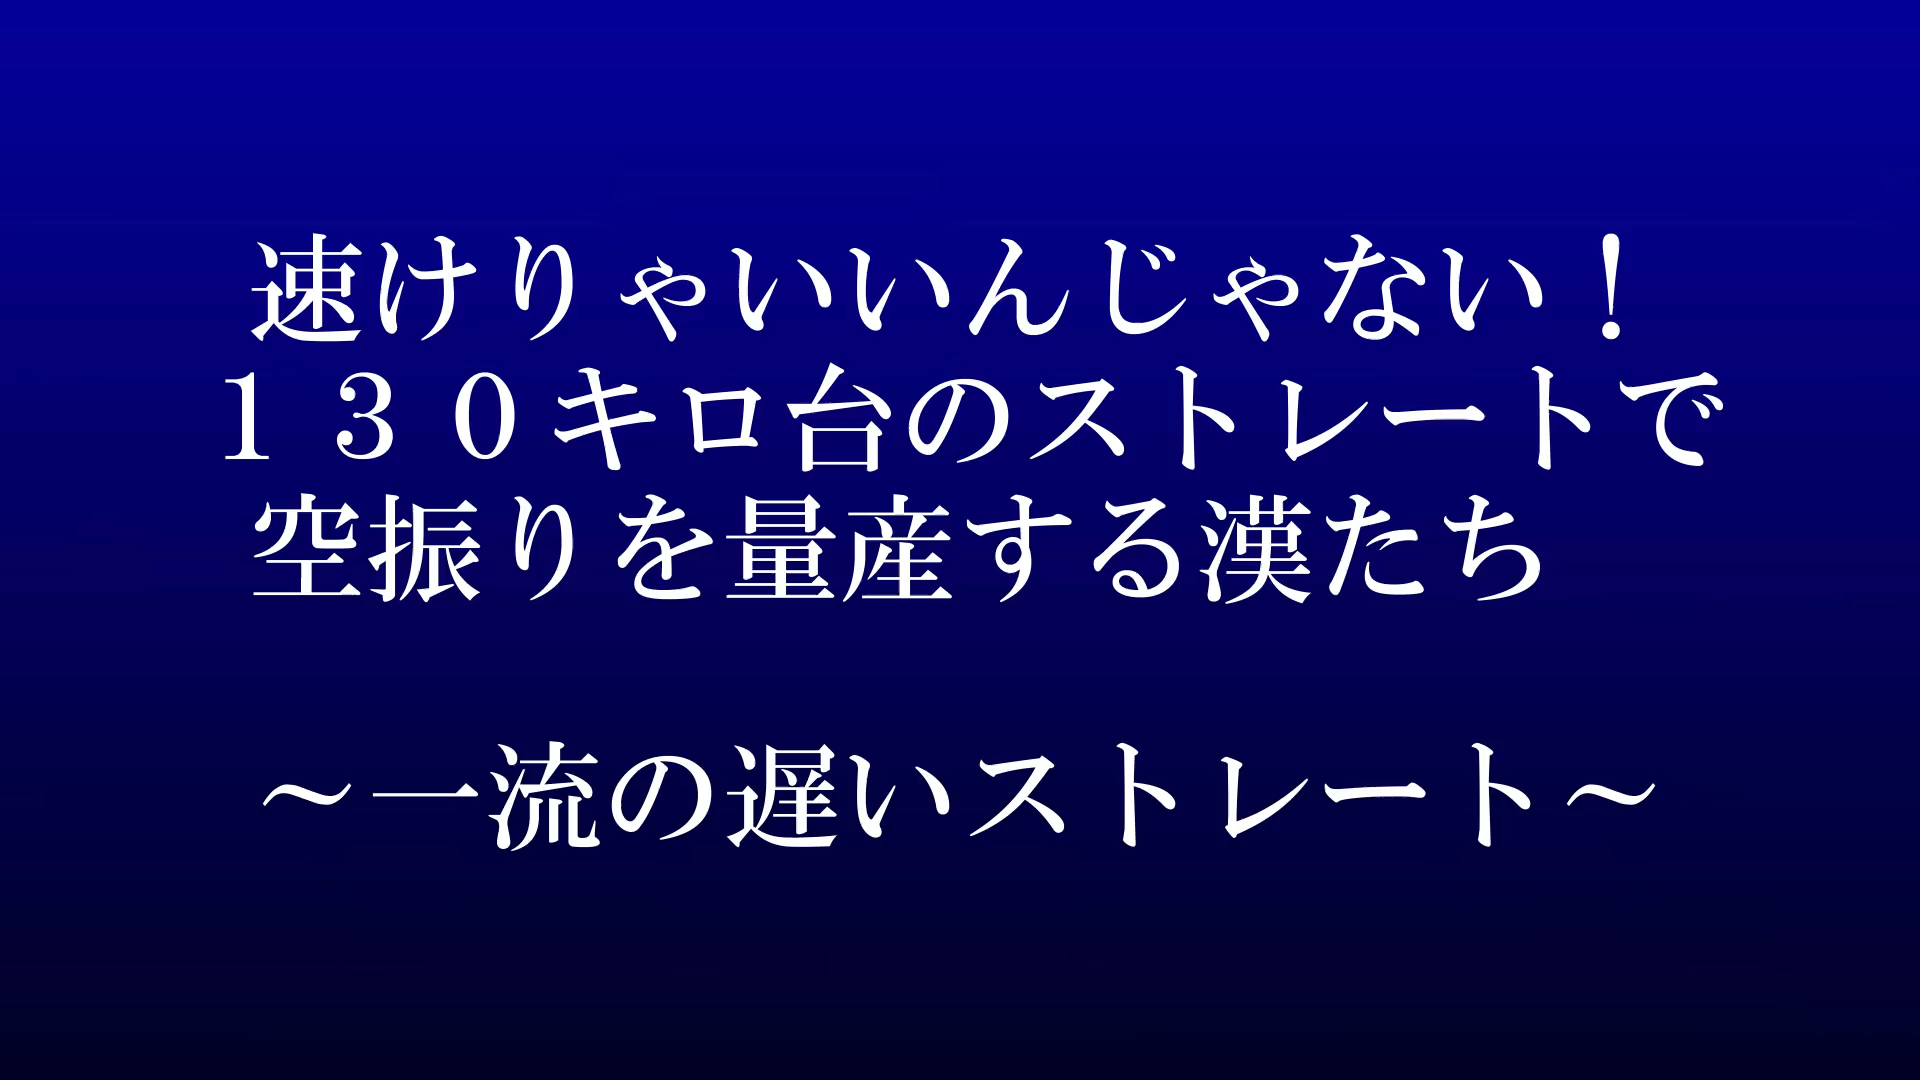 速けりゃいいんじゃない！
１３０キロ台のストレートで
空振りを量産する漢たち
～一流の遅いストレート～